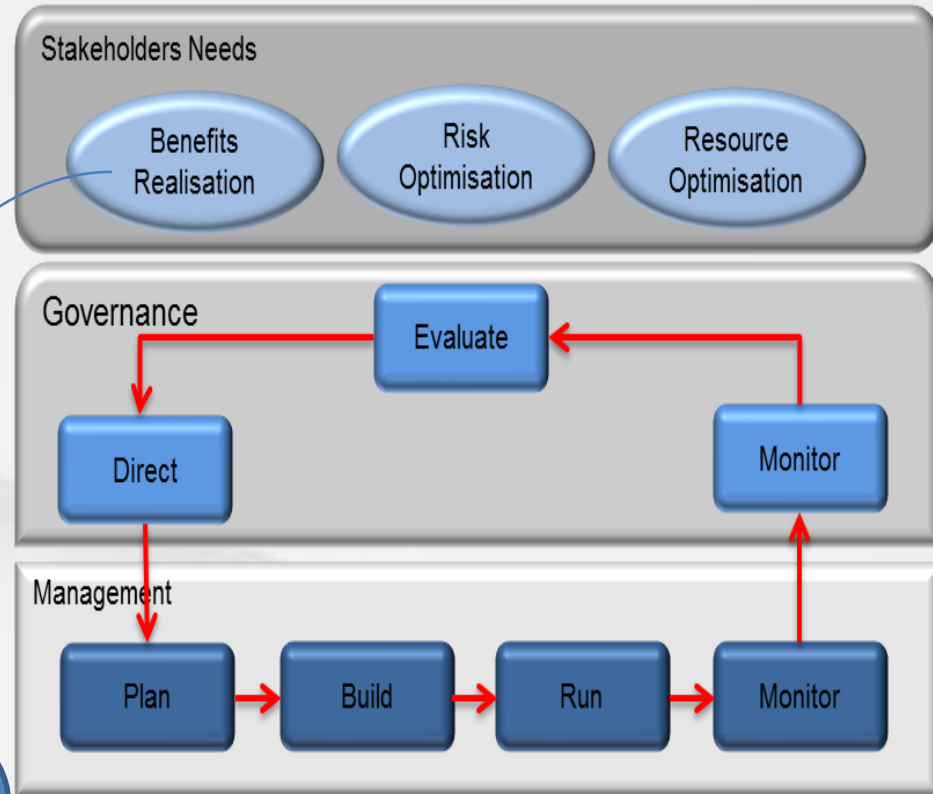 Stakeholders Needs
Benefits
Realisation
Risk
Optimisation
Resource
Optimisation
Governance
Evaluate
Direct
Monitor
Management
Plan
Build
Run
Monitor